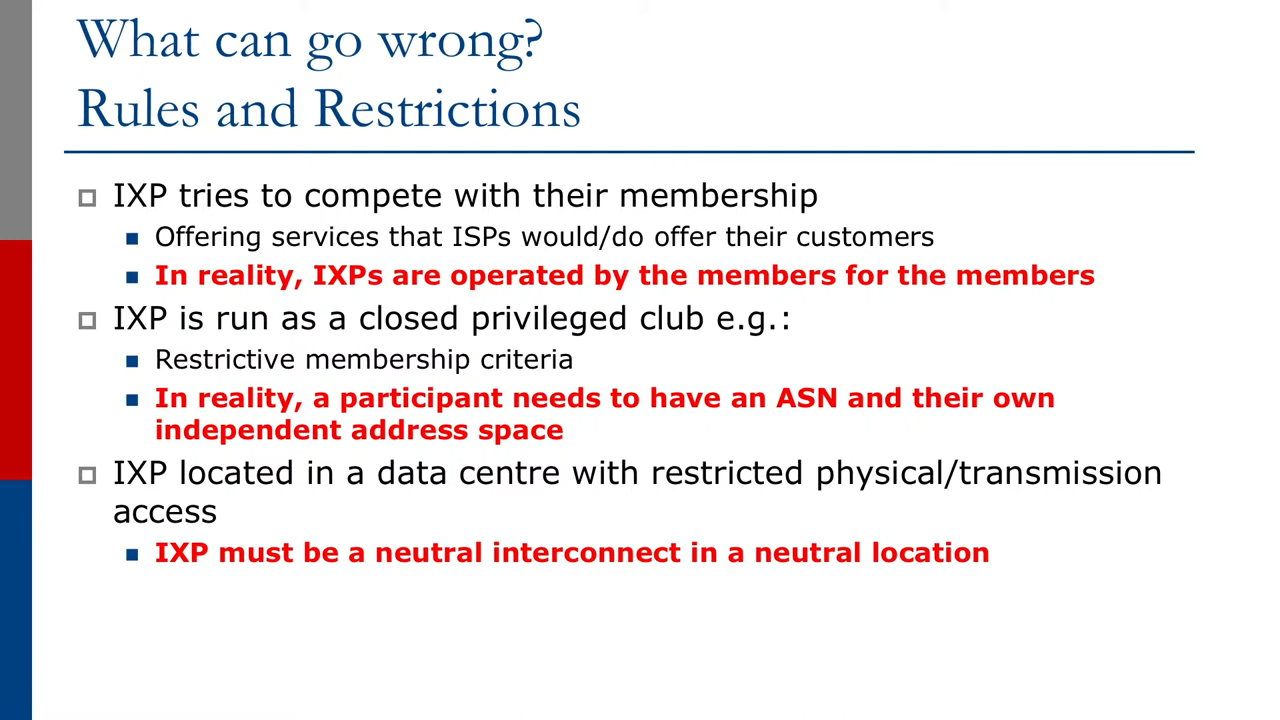 What can go wrong?
Rules and Restrictions
IXP tries to compete with their membership
Offering services that ISPs would/do offer their customers
In reality, IXPs are operated by the members for the members
IXP is run as a closed privileged club e.g.:
Restrictive membership criteria
In reality, a participant needs to have an ASN and their own
independent address space
IXP located in a data centre with restricted physical/transmission
access
IXP must be a neutral interconnect in a neutral location